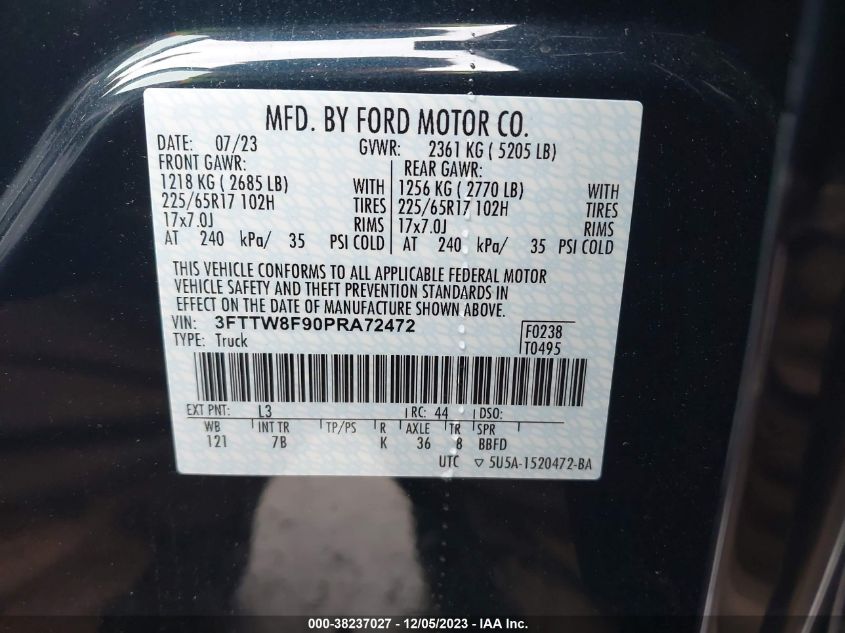 MFD. BY FORD MOTOR CO.
DATE: 07/23 GVWR: 2361 KG ( 5205 LB)
FRONT GAWR: REAR GAWR:
1218 KG ( 2685 LB) WITH 1256 KG ( 2770 LB) WITH
225/65R17 102H TIRES 225/65R17 102H TIRES
17x7.0J RIMS 17x7.0J RIMS
AT 240 kPa/ 35 PSI COLD AT 240 kPa/ 35 PSI COLD
THIS VEHICLE CONFORMS TO ALL APPLICABLE FEDERAL MOTOR
VEHICLE SAFETY AND THEFT PREVENTION STANDARDS IN
EFFECT ON THE DATE OF MANUFACTURE SHOWN ABOVE.
VIN: 3FTTW8F90PRA72472 F0238
TYPE: Truck T0495
EXT PNT: L3 RC: 44 DSO:
WB INT TR TP/PS R AXLE TR SPR
121 7B K 36 8 BBFD
UTC ▽ 5U5A-1520472-BA
000-38237027 - 12/05/2023 - IAA Inc.